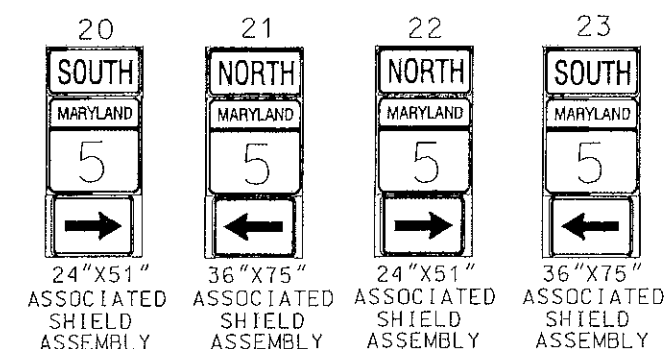 20 21 22 23
SOUTH NORTH NORTH SOUTH
MARYLAND MARYLAND MARYLAND MARYLAND
5 5 5 5
24"X51" 36"X75" 24"X51" 36"X75"
ASSOCIATED ASSOCIATED ASSOCIATED ASSOCIATED
SHIELD SHIELD SHIELD SHIELD
ASSEMBLY ASSEMBLY ASSEMBLY ASSEMBLY